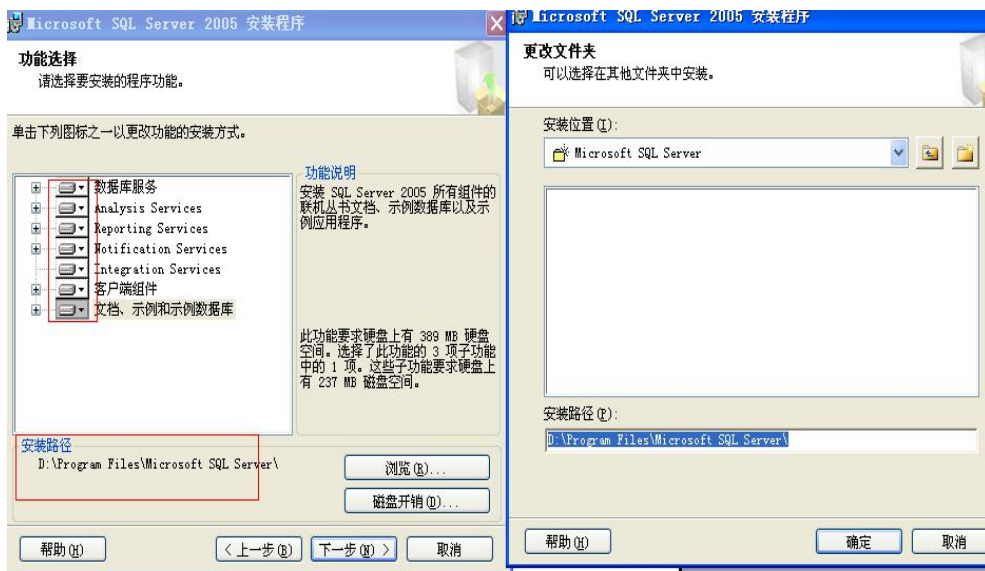 Microsoft SQL Server 2005 安装程序
功能选择
请选择要安装的程序功能。
单击下列图标之一以更改功能的安装方式。
数据库服务
Analysis Services
Reporting Services
Notification Services
Integration Services
客户端组件
文档、示例和示例数据库
功能说明
安装 SQL Server 2005 所有组件的
联机丛书文档、示例数据库以及示
例应用程序。
此功能要求硬盘上有 389 MB 硬盘
空间。选择了此功能的 3 项子功能
中的 1 项。这些子功能要求硬盘上
有 237 MB 磁盘空间。
安装路径
D:\Program Files\Microsoft SQL Server\
浏览(R)...
磁盘开销(D)...
帮助(H)
< 上一步(B)
下一步(N) >
取消
Microsoft SQL Server 2005 安装程序
更改文件夹
可以选择在其他文件夹中安装。
安装位置(I):
Microsoft SQL Server
安装路径(P):
D:\Program Files\Microsoft SQL Server\
帮助(H)
确定
取消